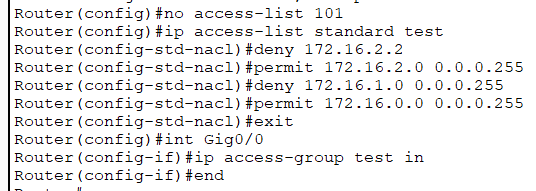 Router(config)#no access-list 101
Router(config)#ip access-list standard test
Router(config-std-nacl)#deny 172.16.2.2
Router(config-std-nacl)#permit 172.16.2.0 0.0.0.255
Router(config-std-nacl)#deny 172.16.1.0 0.0.0.255
Router(config-std-nacl)#permit 172.16.0.0 0.0.0.255
Router(config-std-nacl)#exit
Router(config)#int Gig0/0
Router(config-if)#ip access-group test in
Router(config-if)#end